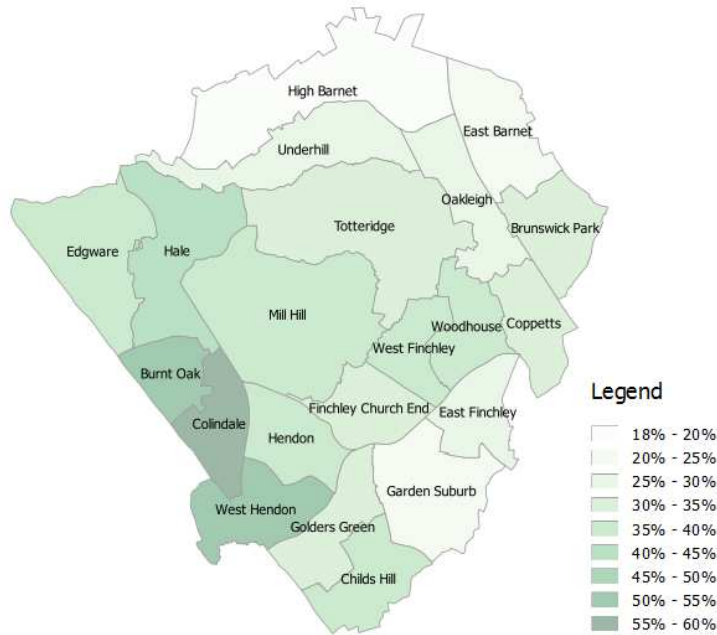 High Barnet
East Barnet
Underhill
Oakleigh
Totteridge
Brunswick Park
Edgware
Hale
Mill Hill
Woodhouse
Coppetts
West Finchley
Burnt Oak
Finchley Church End
East Finchley
Colindale
Hendon
Garden Suburb
West Hendon
Golders Green
Childs Hill
Legend
18% - 20%
20% - 25%
25% - 30%
30% - 35%
35% - 40%
40% - 45%
45% - 50%
50% - 55%
55% - 60%